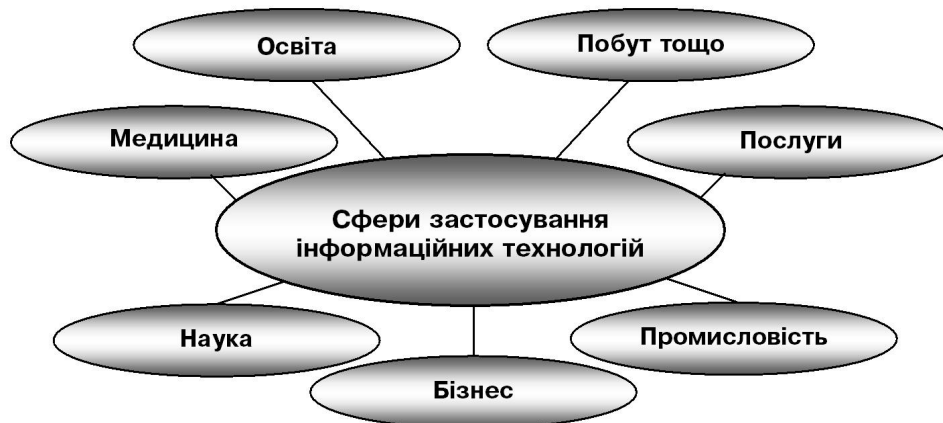 Освіта
Побут тощо
Медицина
Послуги
Сфери застосування
інформаційних технологій
Наука
Промисловість
Бізнес